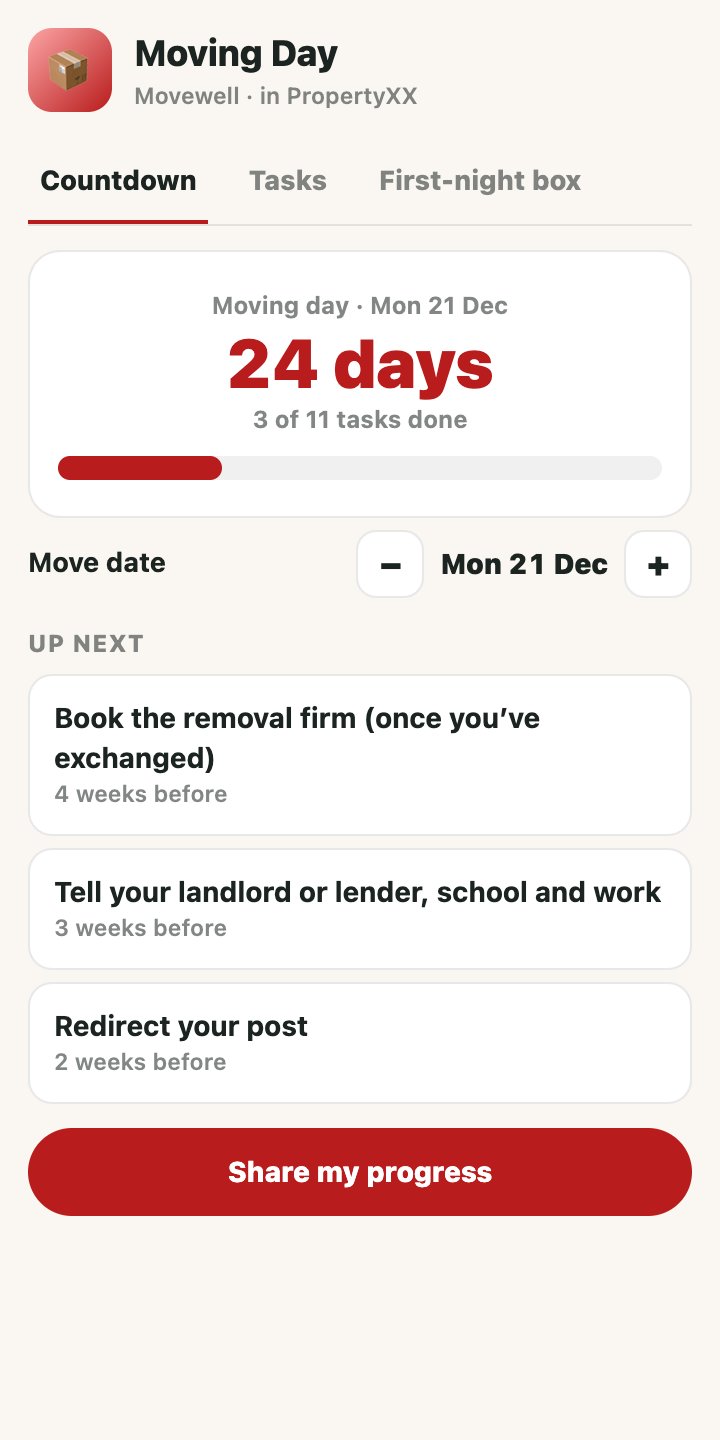 Moving Day
Movewell · in PropertyXX
Countdown
Tasks
First-night box
Moving day · Mon 21 Dec
24 days
3 of 11 tasks done
Move date
−
Mon 21 Dec
+
UP NEXT
Book the removal firm (once you’ve
exchanged)
4 weeks before
Tell your landlord or lender, school and work
3 weeks before
Redirect your post
2 weeks before
Share my progress